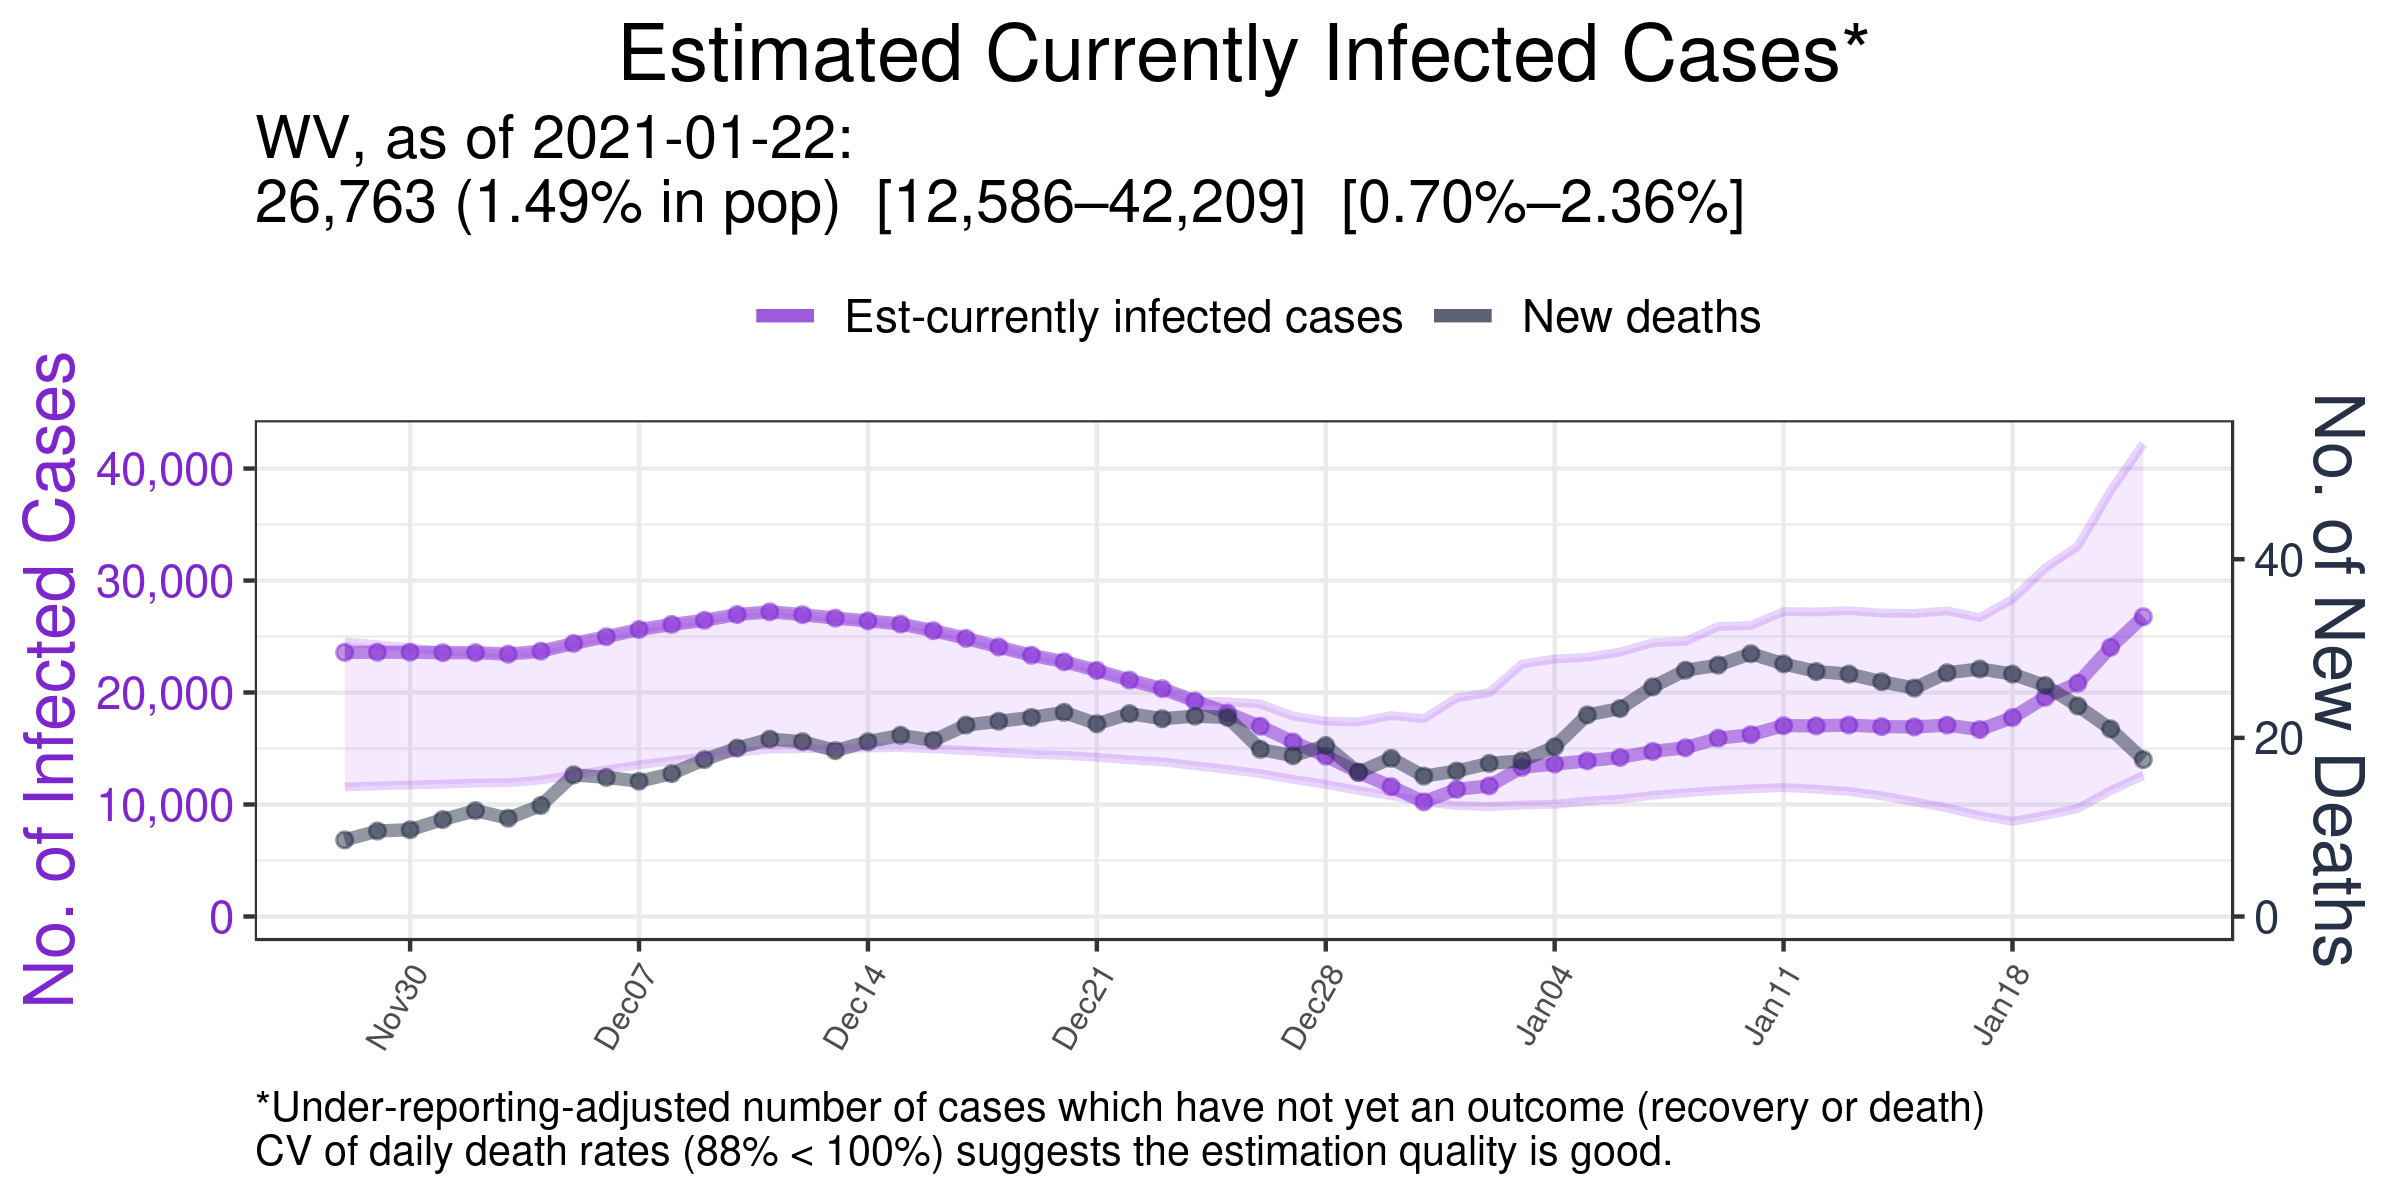 Estimated Currently Infected Cases*
WV, as of 2021-01-22:
26,763 (1.49% in pop)  [12,586–42,209]  [0.70%–2.36%]
Est-currently infected cases
New deaths
No. of Infected Cases
40,000
30,000
20,000
10,000
0
40
20
0
No. of New Deaths
Nov30
Dec07
Dec14
Dec21
Dec28
Jan04
Jan11
Jan18
*Under-reporting-adjusted number of cases which have not yet an outcome (recovery or death)
CV of daily death rates (88% < 100%) suggests the estimation quality is good.